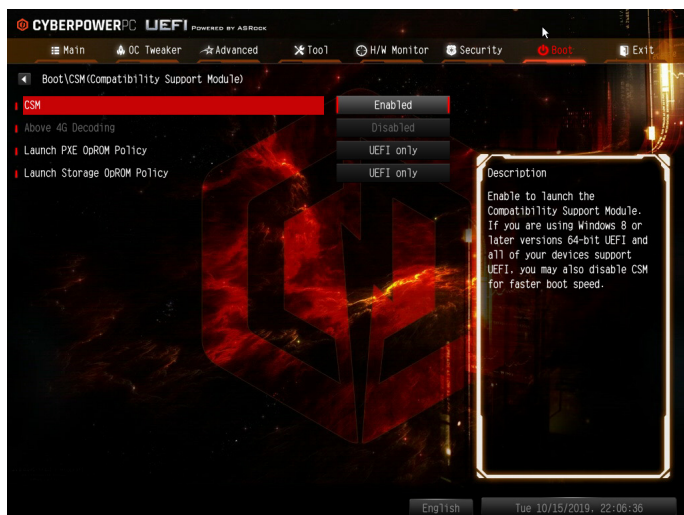 CYBERPOWERPC UEFI POWERED BY ASROCK
Main OC Tweaker Advanced Tool H/W Monitor Security Boot Exit
Boot\CSM(Compatibility Support Module)
CSM Enabled
Above 4G Decoding Disabled
Launch PXE OpROM Policy UEFI only
Launch Storage OpROM Policy UEFI only
Description
Enable to launch the
Compatibility Support Module.
If you are using Windows 8 or
later versions 64-bit UEFI and
all of your devices support
UEFI, you may also disable CSM
for faster boot speed.
English Tue 10/15/2019, 22:06:36